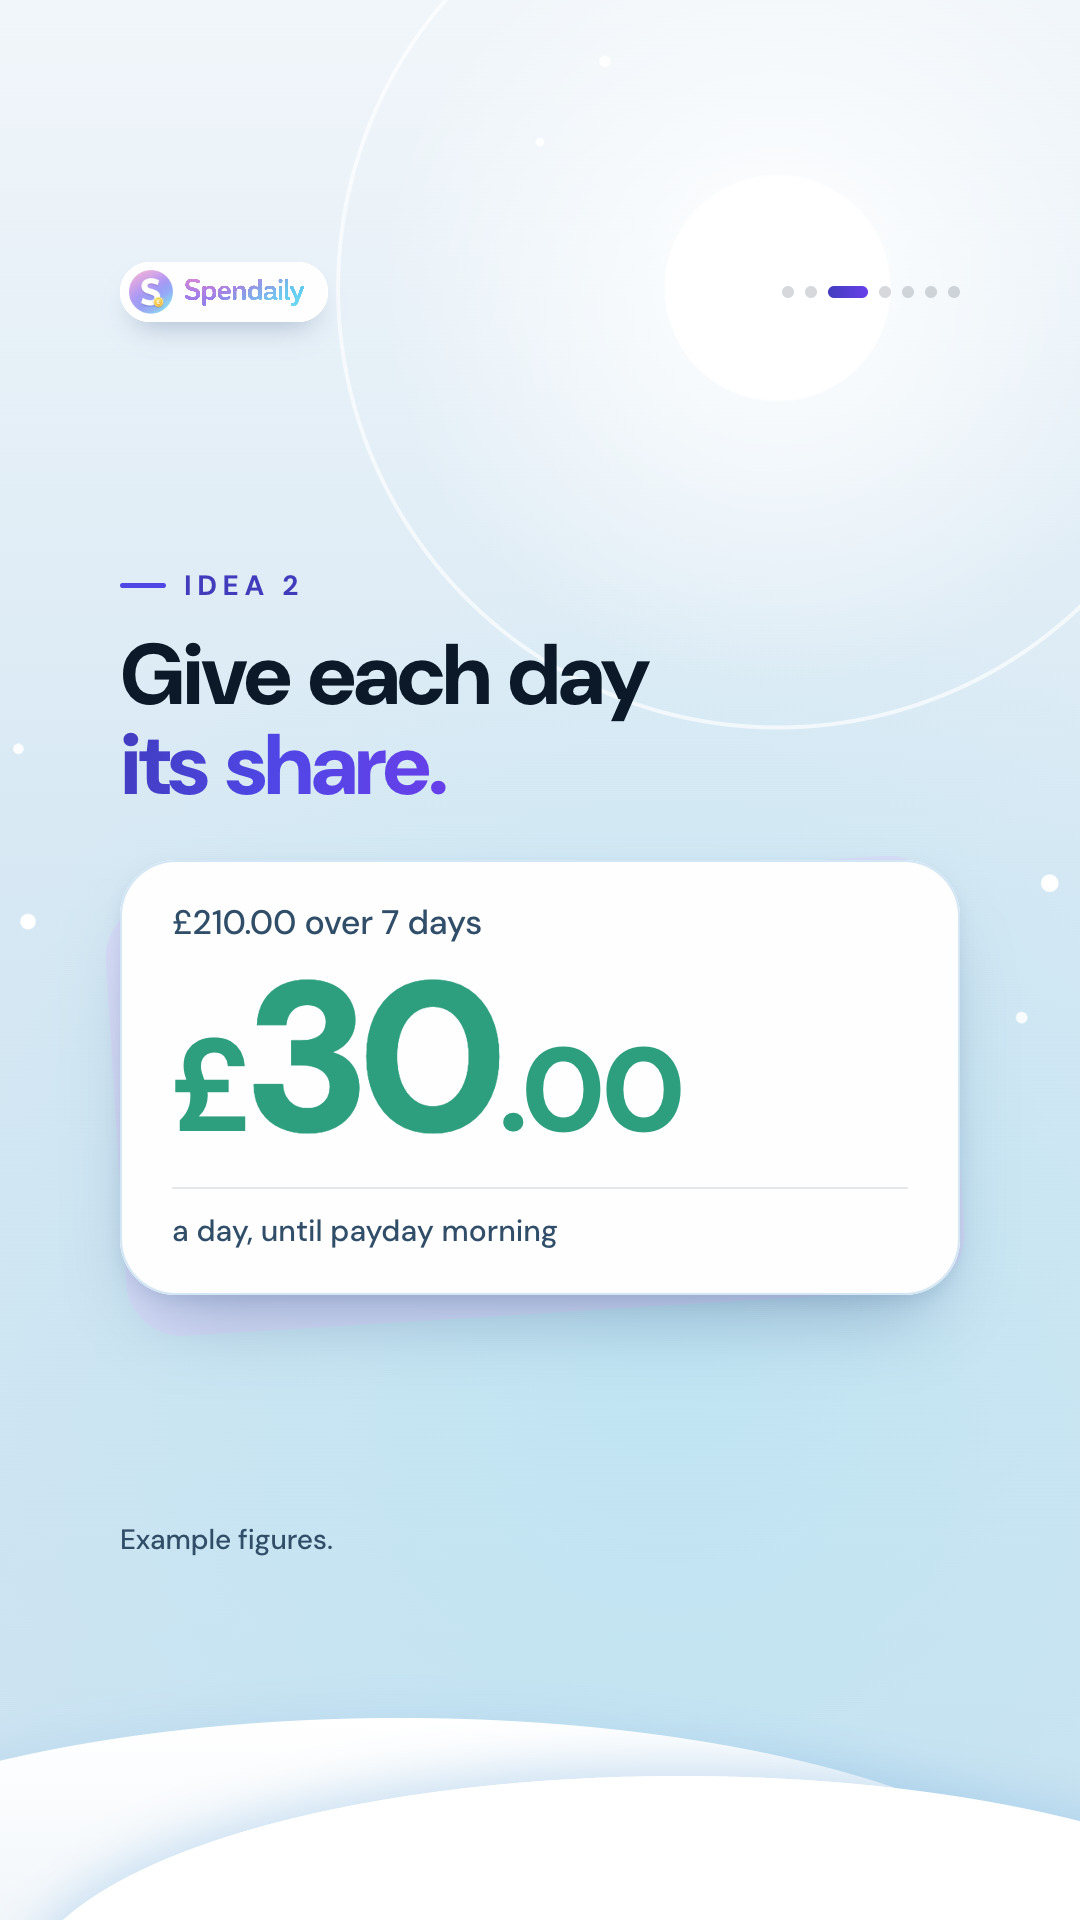 Spendaily
IDEA 2
Give each day
its share.
£210.00 over 7 days
£30.00
a day, until payday morning
Example figures.